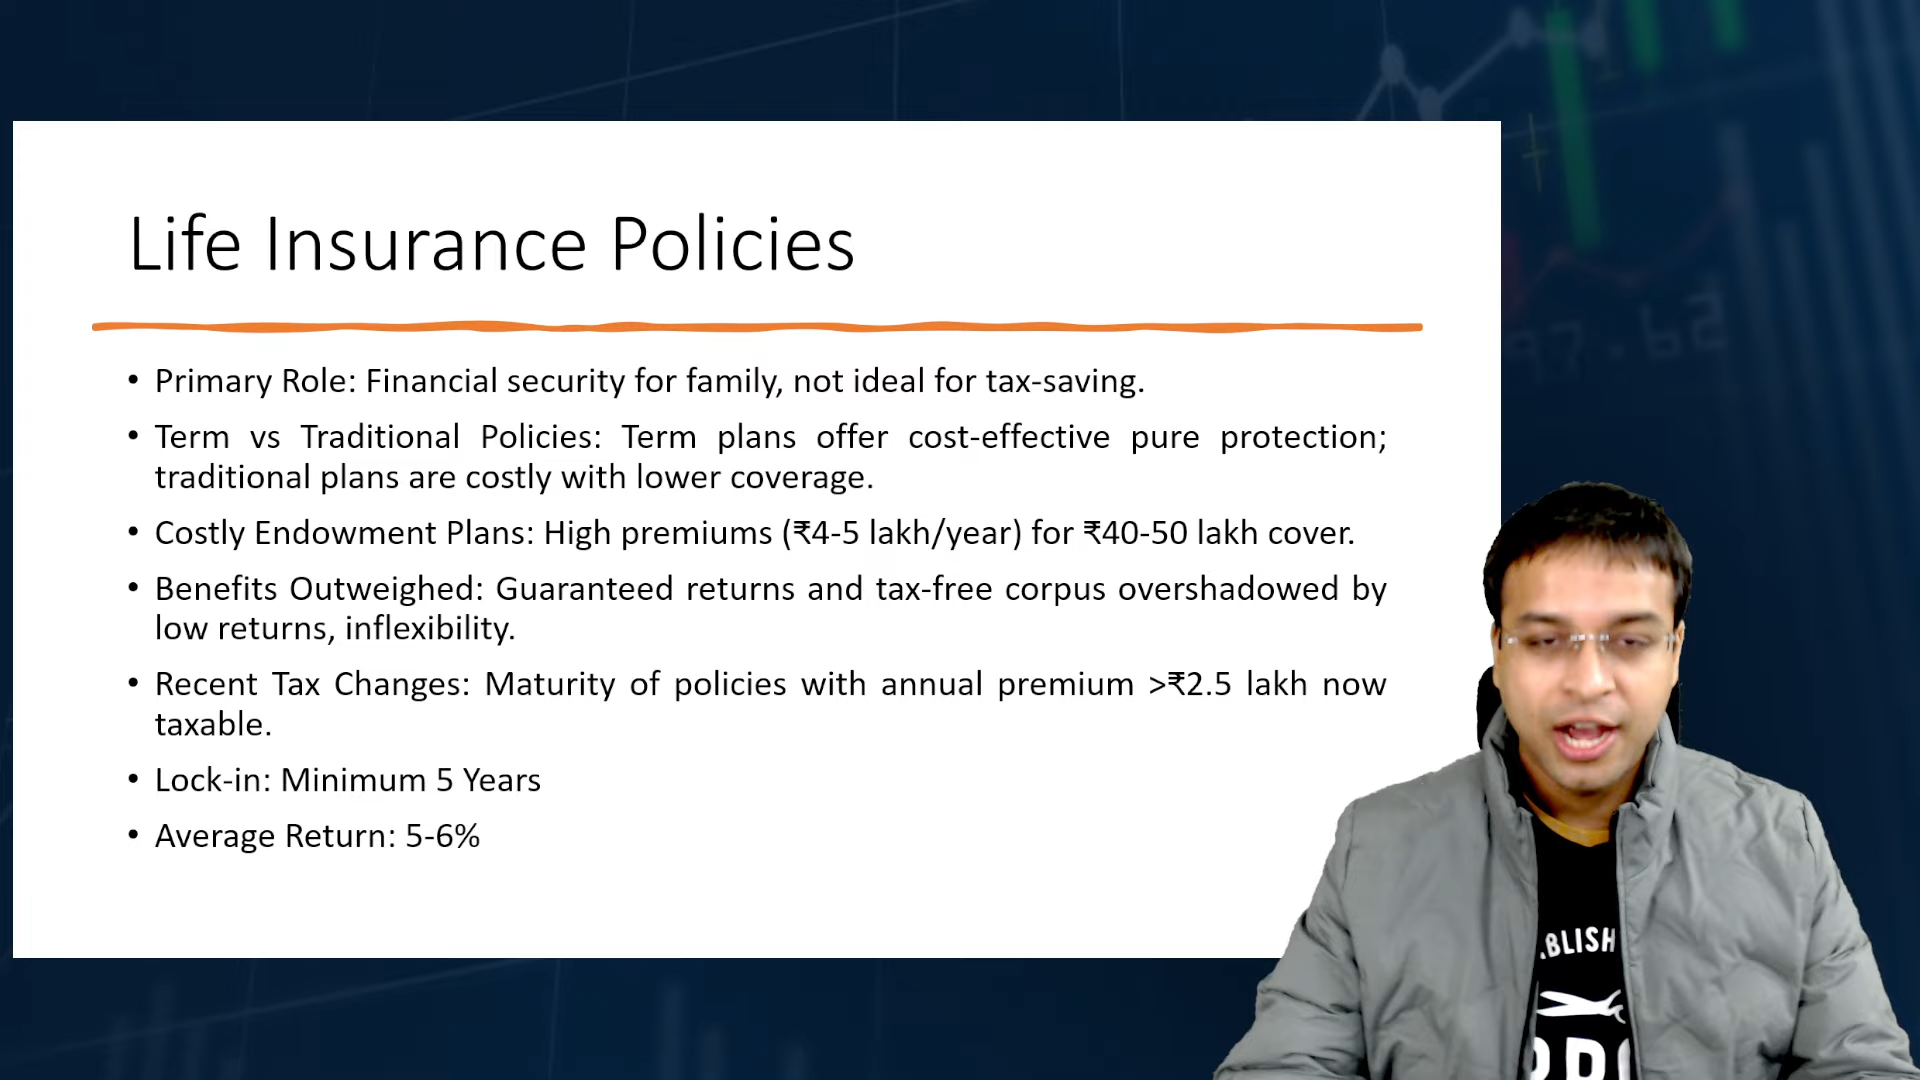 Life Insurance Policies
• Primary Role: Financial security for family, not ideal for tax-saving.
• Term vs Traditional Policies: Term plans offer cost-effective pure protection;
traditional plans are costly with lower coverage.
• Costly Endowment Plans: High premiums (₹4-5 lakh/year) for ₹40-50 lakh cover.
• Benefits Outweighed: Guaranteed returns and tax-free corpus overshadowed by
low returns, inflexibility.
• Recent Tax Changes: Maturity of policies with annual premium >₹2.5 lakh now
taxable.
• Lock-in: Minimum 5 Years
• Average Return: 5-6%
97.62